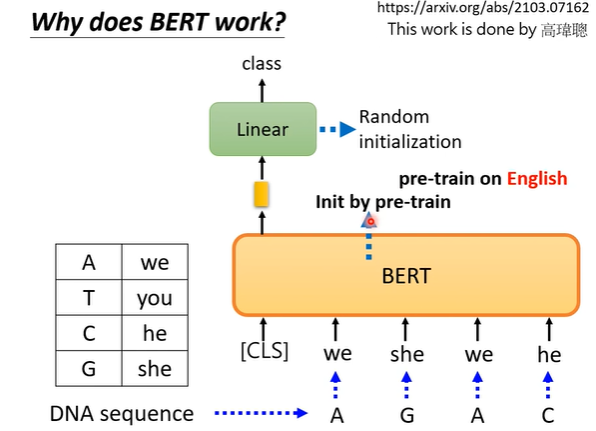 Why does BERT work?
https://arxiv.org/abs/2103.07162
This work is done by 高瑋聰
class
Linear
Random
initialization
pre-train on English
Init by pre-train
BERT
A we
T you
C he
G she
[CLS] we she we he
DNA sequence A G A C